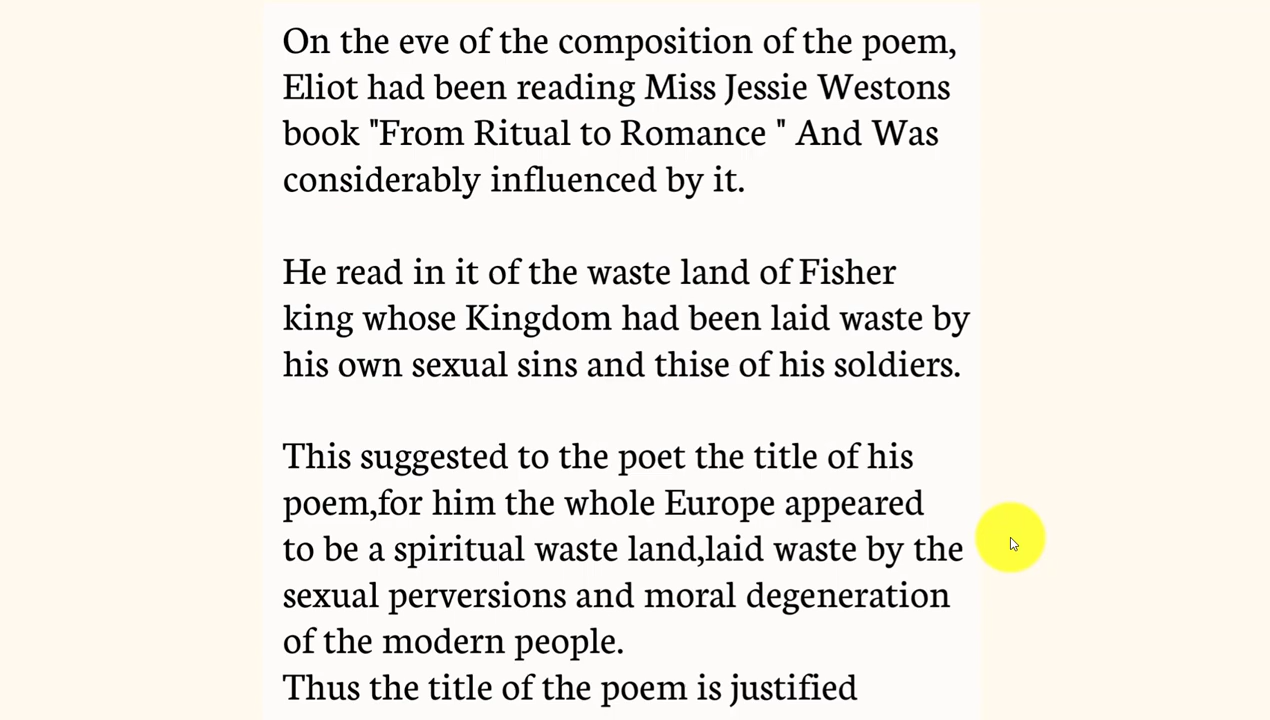 On the eve of the composition of the poem,
Eliot had been reading Miss Jessie Westons
book "From Ritual to Romance " And Was
considerably influenced by it.
He read in it of the waste land of Fisher
king whose Kingdom had been laid waste by
his own sexual sins and thise of his soldiers.
This suggested to the poet the title of his
poem,for him the whole Europe appeared
to be a spiritual waste land,laid waste by the
sexual perversions and moral degeneration
of the modern people.
Thus the title of the poem is justified